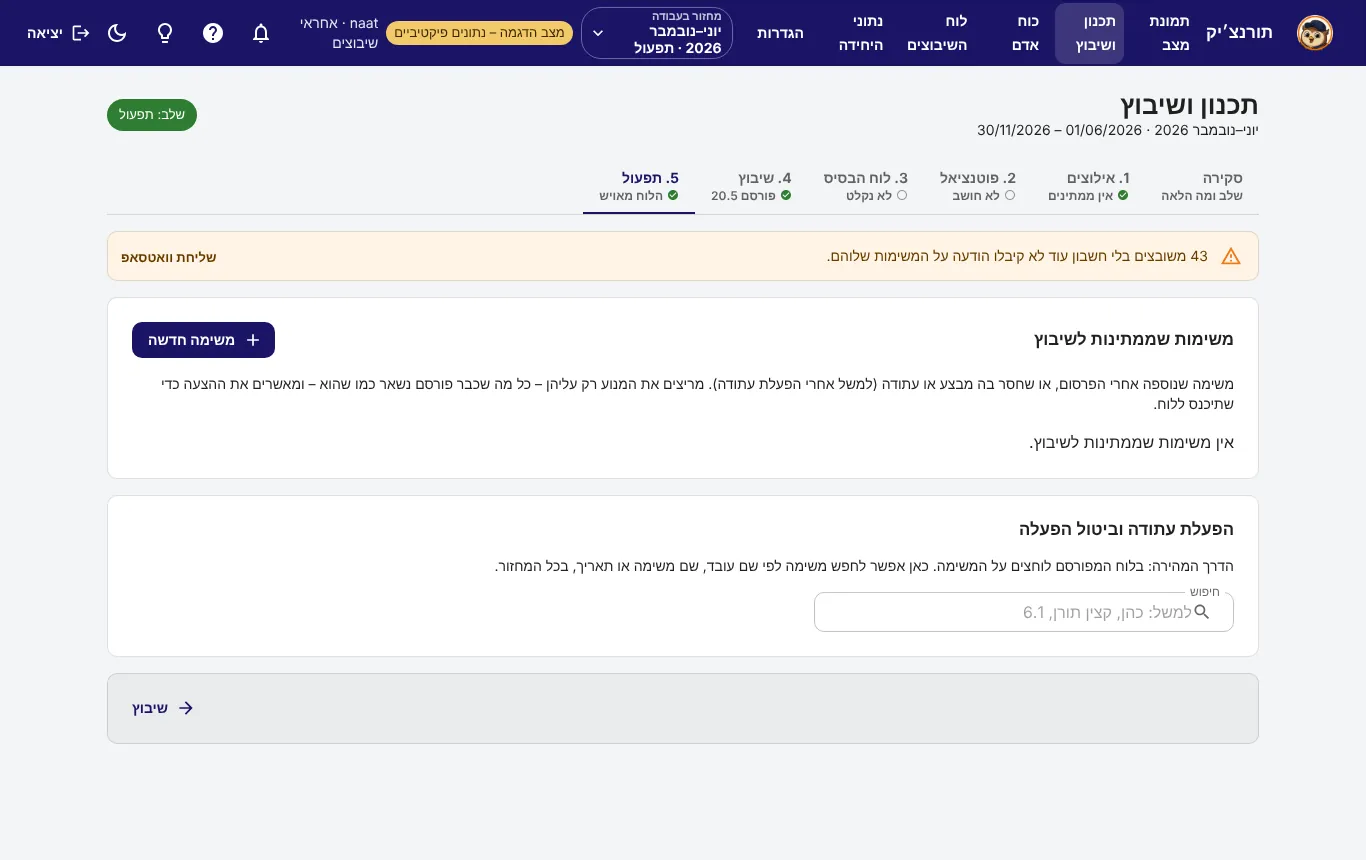 תורנצ׳יק
תמונת
מצב
תכנון
ושיבוץ
כוח
אדם
לוח
השיבוצים
נתוני
היחידה
הגדרות
מחזור בעבודה
יוני–נובמבר
2026 · תפעול
מצב הדגמה – נתונים פיקטיביים
naat · אחראי
שיבוצים
יציאה
תכנון ושיבוץ
יוני–נובמבר 2026 · 01/06/2026 – 30/11/2026
שלב: תפעול
סקירה
שלב ומה הלאה
1. אילוצים
אין ממתינים
2. פוטנציאל
לא חושב
3. לוח הבסיס
לא נקלט
4. שיבוץ
פורסם 20.5
5. תפעול
הלוח מאויש
43 משובצים בלי חשבון עוד לא קיבלו הודעה על המשימות שלוהם.
שליחת וואטסאפ
משימות שממתינות לשיבוץ
משימה חדשה
משימה שנוספה אחרי הפרסום, או שחסר בה מבצע או עתודה (למשל אחרי הפעלת עתודה). מריצים את המנוע רק עליהן – כל מה שכבר פורסם נשאר כמו שהוא – ומאשרים את ההצעה כדי
שתיכנס ללוח.
אין משימות שממתינות לשיבוץ.
הפעלת עתודה וביטול הפעלה
הדרך המהירה: בלוח המפורסם לוחצים על המשימה. כאן אפשר לחפש משימה לפי שם עובד, שם משימה או תאריך, בכל המחזור.
חיפוש
למשל: כהן, קצין תורן, 6.1
שיבוץ